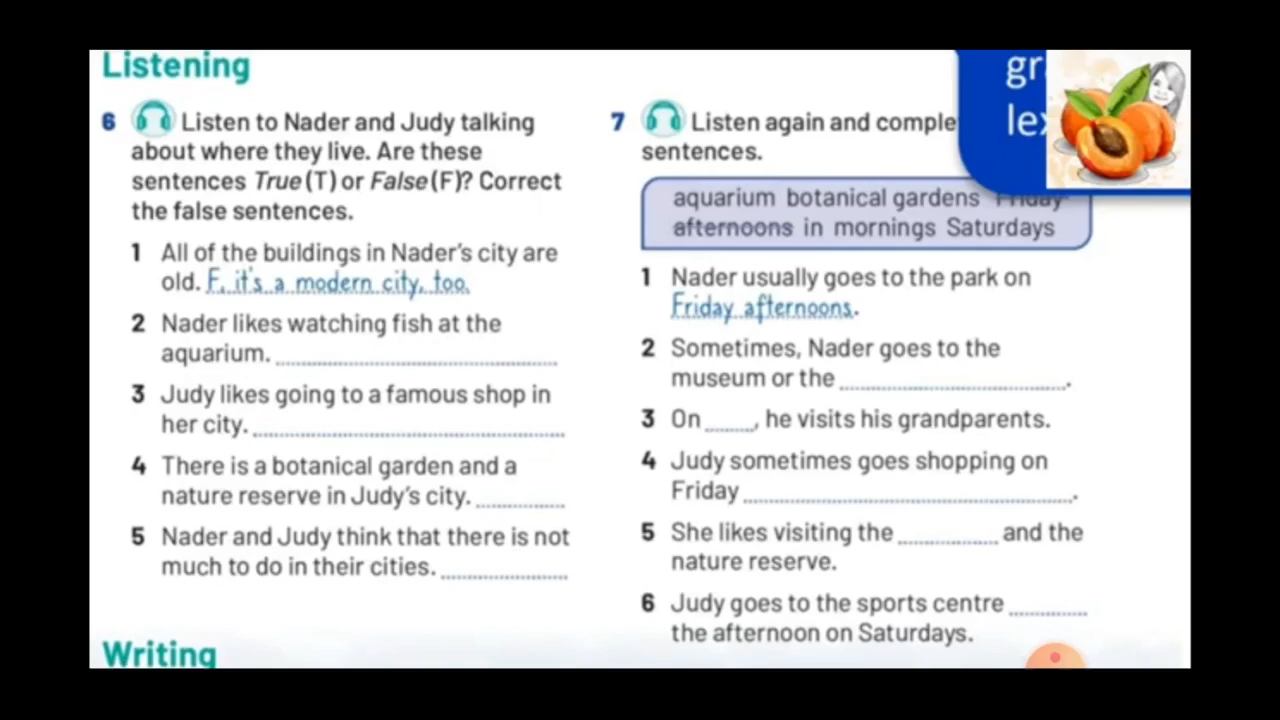 Listening
6 Listen to Nader and Judy talking
about where they live. Are these
sentences True (T) or False (F)? Correct
the false sentences.
1 All of the buildings in Nader's city are
old. F, it's a modern city, too.
2 Nader likes watching fish at the
aquarium.
3 Judy likes going to a famous shop in
her city.
4 There is a botanical garden and a
nature reserve in Judy's city.
5 Nader and Judy think that there is not
much to do in their cities.
Writing
7 Listen again and comple
sentences.
aquarium botanical gardens Friday
afternoons in mornings Saturdays
1 Nader usually goes to the park on
Friday afternoons.
2 Sometimes, Nader goes to the
museum or the .
3 On , he visits his grandparents.
4 Judy sometimes goes shopping on
Friday .
5 She likes visiting the and the
nature reserve.
6 Judy goes to the sports centre
the afternoon on Saturdays.
gr
lex